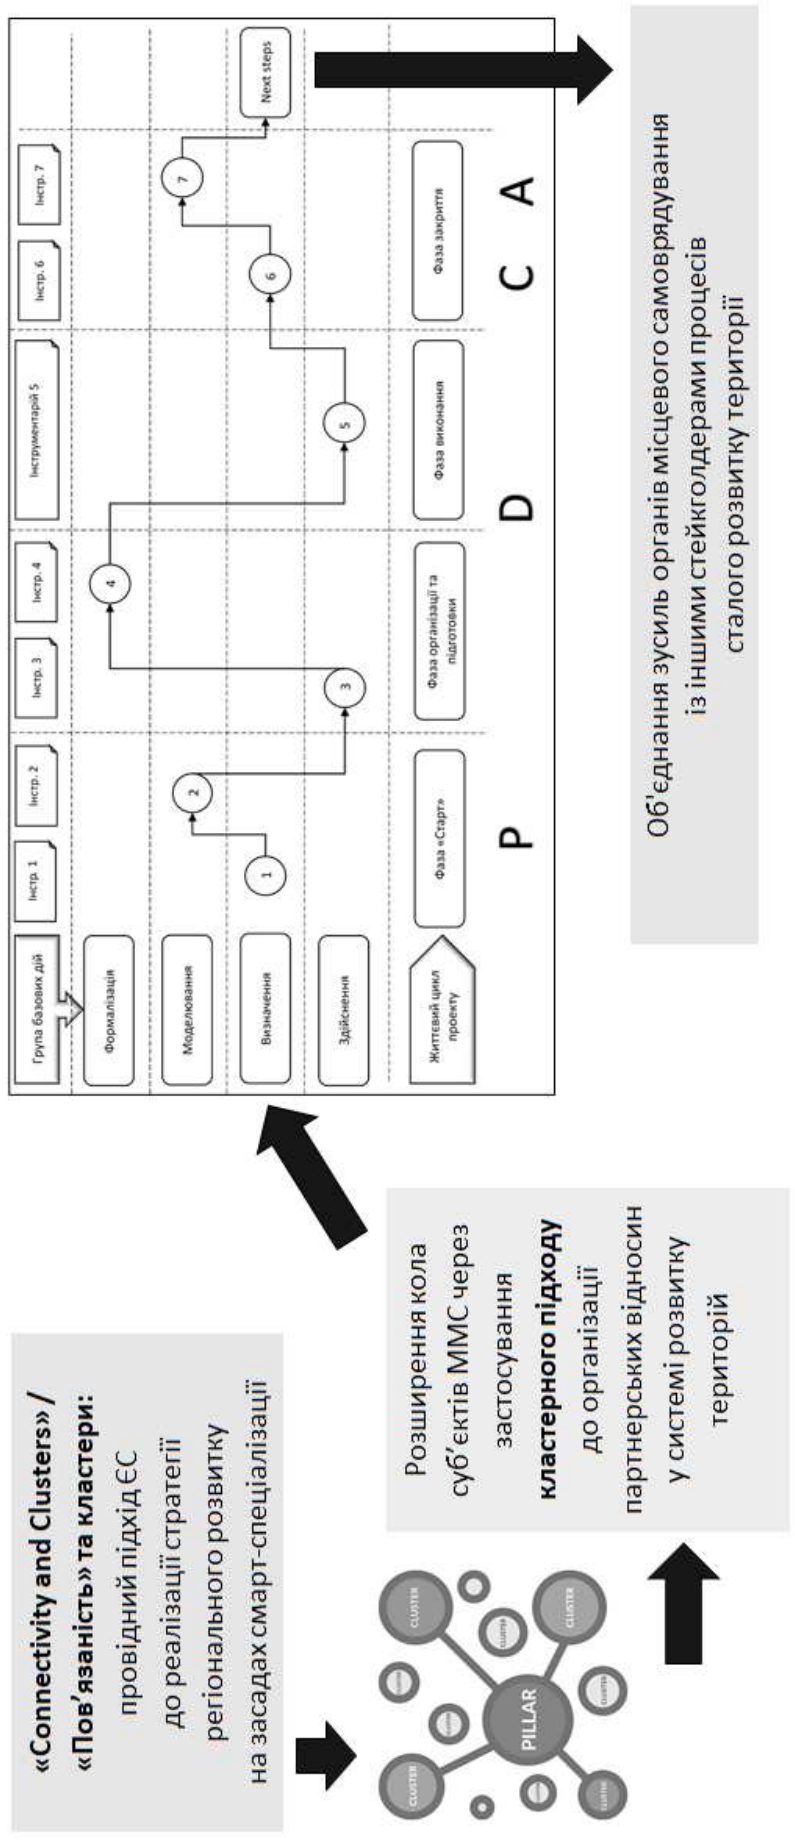 «Connectivity and Clusters» /
«Пов’язаність» та кластери:
провідний підхід ЄС
до реалізації стратегії
регіонального розвитку
на засадах смарт-спеціалізації
CLUSTER
CLUSTER
CLUSTER
CLUSTER
CLUSTER
PILLAR
CLUSTER
CLUSTER
Розширення кола
суб’єктів ММС через
застосування
кластерного підходу
до організації
партнерських відносин
у системі розвитку
територій
Група базових дій
Інстр. 1
Інстр. 2
Інстр. 3
Інстр. 4
Інструментарій 5
Інстр. 6
Інстр. 7
Формалізація
4
Моделювання
2
7
Визначення
1
6
Next steps
Здійснення
3
5
Життєвий цикл
проекту
Фаза «Старт»
Фаза організації та
підготовки
Фаза виконання
Фаза закриття
P
D
C
A
Об'єднання зусиль органів місцевого самоврядування
із іншими стейкголдерами процесів
сталого розвитку території